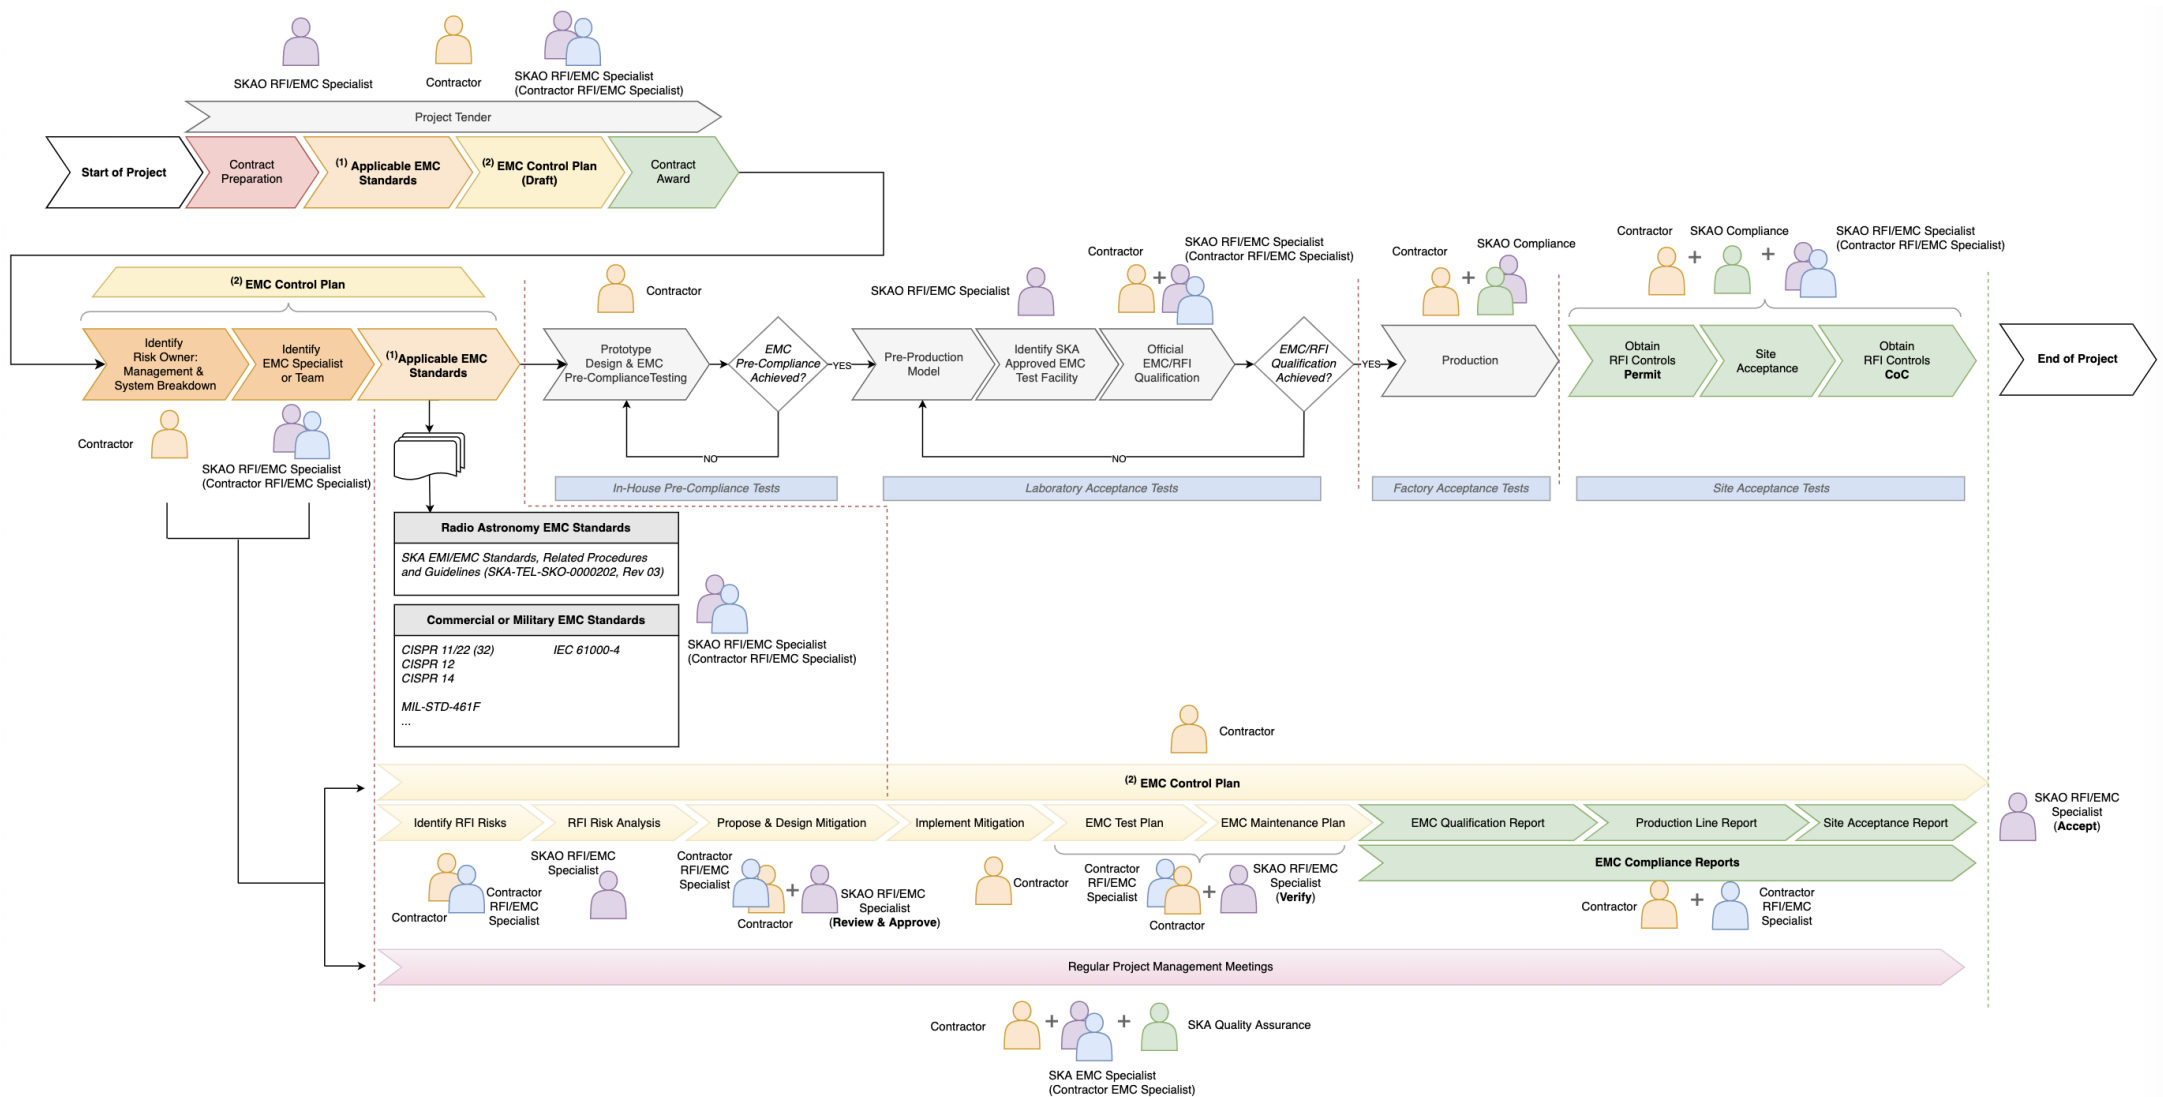 SKAO RFI/EMC Specialist
Contractor
SKAO RFI/EMC Specialist
(Contractor RFI/EMC Specialist)
Project Tender
Start of Project
Contract
Preparation
(1) Applicable EMC
Standards
(2) EMC Control Plan
(Draft)
Contract
Award
(2) EMC Control Plan
Identify
Risk Owner:
Management &
System Breakdown
Identify
EMC Specialist
or Team
(1)Applicable EMC
Standards
Contractor
SKAO RFI/EMC Specialist
(Contractor RFI/EMC Specialist)
Contractor
Prototype
Design & EMC
Pre-ComplianceTesting
EMC
Pre-Compliance
Achieved?
YES
NO
In-House Pre-Compliance Tests
SKAO RFI/EMC Specialist
Contractor
+
SKAO RFI/EMC Specialist
(Contractor RFI/EMC Specialist)
Pre-Production
Model
Identify SKA
Approved EMC
Test Facility
Official
EMC/RFI
Qualification
EMC/RFI
Qualification
Achieved?
YES
NO
Laboratory Acceptance Tests
Contractor
+
SKAO Compliance
Production
Factory Acceptance Tests
Contractor
+
SKAO Compliance
+
SKAO RFI/EMC Specialist
(Contractor RFI/EMC Specialist)
Obtain
RFI Controls
Permit
Site
Acceptance
Obtain
RFI Controls
CoC
Site Acceptance Tests
End of Project
Radio Astronomy EMC Standards
SKA EMI/EMC Standards, Related Procedures
and Guidelines (SKA-TEL-SKO-0000202, Rev 03)
Commercial or Military EMC Standards
CISPR 11/22 (32) IEC 61000-4
CISPR 12
CISPR 14
MIL-STD-461F
...
SKAO RFI/EMC Specialist
(Contractor RFI/EMC Specialist)
Contractor
(2) EMC Control Plan
Identify RFI Risks
RFI Risk Analysis
Propose & Design Mitigation
Implement Mitigation
EMC Test Plan
EMC Maintenance Plan
EMC Qualification Report
Production Line Report
Site Acceptance Report
EMC Compliance Reports
SKAO RFI/EMC
Specialist
(Accept)
Contractor
Contractor
RFI/EMC
Specialist
SKAO RFI/EMC
Specialist
Contractor
RFI/EMC
Specialist
Contractor
+
SKAO RFI/EMC
Specialist
(Review & Approve)
Contractor
Contractor
RFI/EMC
Specialist
Contractor
+
SKAO RFI/EMC
Specialist
(Verify)
Contractor
+
Contractor
RFI/EMC
Specialist
Regular Project Management Meetings
Contractor
+
+
SKA Quality Assurance
SKA EMC Specialist
(Contractor EMC Specialist)